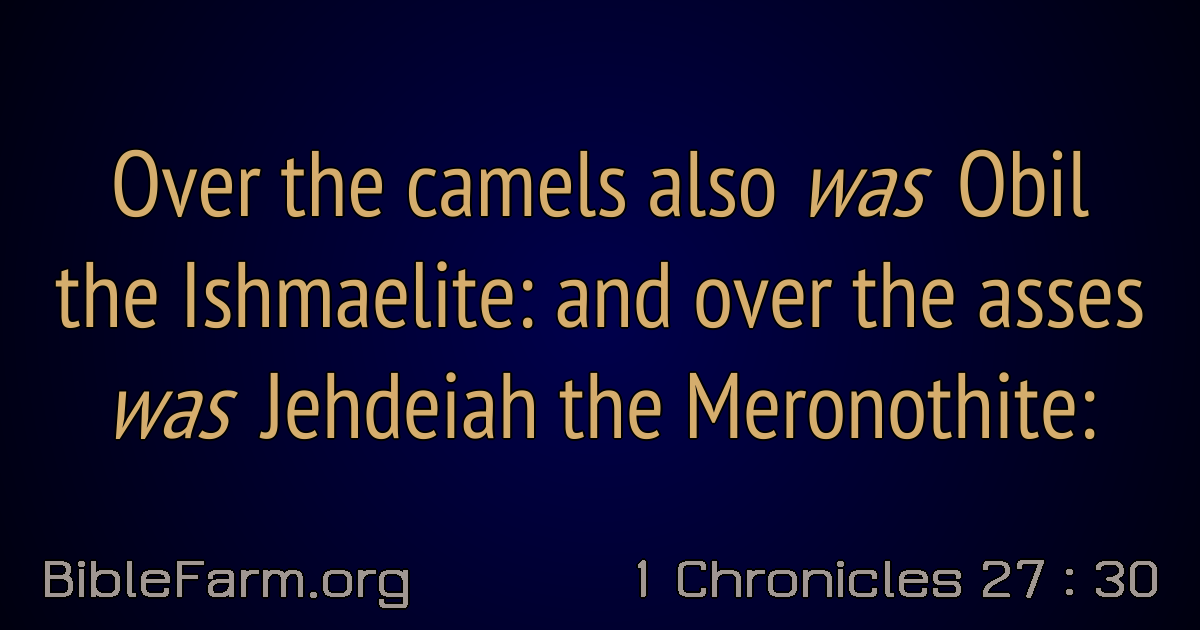 Over the camels also was Obil
the Ishmaelite: and over the asses
was Jehdeiah the Meronothite:
BibleFarm.org
1 Chronicles 27 : 30